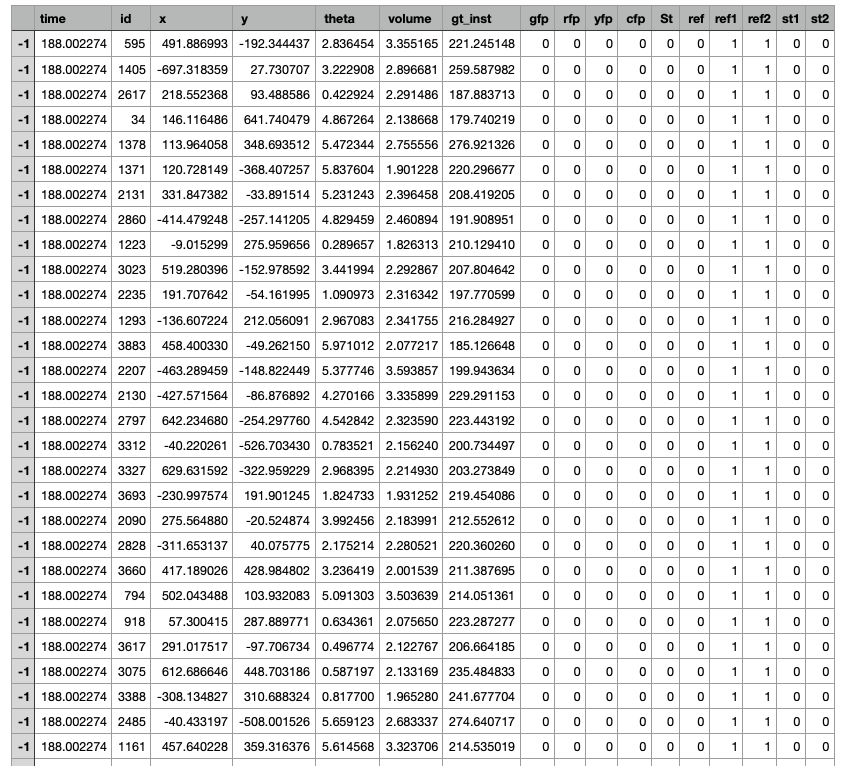 time id x y theta volume gt_inst gfp rfp yfp cfp St ref ref1 ref2 st1 st2
-1 188.002274 595 491.886993 -192.344437 2.836454 3.355165 221.245148 0 0 0 0 0 0 1 1 0 0
-1 188.002274 1405 -697.318359 27.730707 3.222908 2.896681 259.587982 0 0 0 0 0 0 1 1 0 0
-1 188.002274 2617 218.552368 93.488586 0.422924 2.291486 187.883713 0 0 0 0 0 0 1 1 0 0
-1 188.002274 34 146.116486 641.740479 4.867264 2.138668 179.740219 0 0 0 0 0 0 1 1 0 0
-1 188.002274 1378 113.964058 348.693512 5.472344 2.755556 276.921326 0 0 0 0 0 0 1 1 0 0
-1 188.002274 1371 120.728149 -368.407257 5.837604 1.901228 220.296677 0 0 0 0 0 0 1 1 0 0
-1 188.002274 2131 331.847382 -33.891514 5.231243 2.396458 208.419205 0 0 0 0 0 0 1 1 0 0
-1 188.002274 2860 -414.479248 -257.141205 4.829459 2.460894 191.908951 0 0 0 0 0 0 1 1 0 0
-1 188.002274 1223 -9.015299 275.959656 0.289657 1.826313 210.129410 0 0 0 0 0 0 1 1 0 0
-1 188.002274 3023 519.280396 -152.978592 3.441994 2.292867 207.804642 0 0 0 0 0 0 1 1 0 0
-1 188.002274 2235 191.707642 -54.161995 1.090973 2.316342 197.770599 0 0 0 0 0 0 1 1 0 0
-1 188.002274 1293 -136.607224 212.056091 2.967083 2.341755 216.284927 0 0 0 0 0 0 1 1 0 0
-1 188.002274 3883 458.400330 -49.262150 5.971012 2.077217 185.126648 0 0 0 0 0 0 1 1 0 0
-1 188.002274 2207 -463.289459 -148.822449 5.377746 3.593857 199.943634 0 0 0 0 0 0 1 1 0 0
-1 188.002274 2130 -427.571564 -86.876892 4.270166 3.335899 229.291153 0 0 0 0 0 0 1 1 0 0
-1 188.002274 2797 642.234680 -254.297760 4.542842 2.323590 223.443192 0 0 0 0 0 0 1 1 0 0
-1 188.002274 3312 -40.220261 -526.703430 0.783521 2.156240 200.734497 0 0 0 0 0 0 1 1 0 0
-1 188.002274 3327 629.631592 -322.959229 2.968395 2.214930 203.273849 0 0 0 0 0 0 1 1 0 0
-1 188.002274 3693 -230.997574 191.901245 1.824733 1.931252 219.454086 0 0 0 0 0 0 1 1 0 0
-1 188.002274 2090 275.564880 -20.524874 3.992456 2.183991 212.552612 0 0 0 0 0 0 1 1 0 0
-1 188.002274 2828 -311.653137 40.075775 2.175214 2.280521 220.360260 0 0 0 0 0 0 1 1 0 0
-1 188.002274 3660 417.189026 428.984802 3.236419 2.001539 211.387695 0 0 0 0 0 0 1 1 0 0
-1 188.002274 794 502.043488 103.932083 5.091303 3.503639 214.051361 0 0 0 0 0 0 1 1 0 0
-1 188.002274 918 57.300415 287.889771 0.634361 2.075650 223.287277 0 0 0 0 0 0 1 1 0 0
-1 188.002274 3617 291.017517 -97.706734 0.496774 2.122767 206.664185 0 0 0 0 0 0 1 1 0 0
-1 188.002274 3075 612.686646 448.703186 0.587197 2.133169 235.484833 0 0 0 0 0 0 1 1 0 0
-1 188.002274 3388 -308.134827 310.688324 0.817700 1.965280 241.677704 0 0 0 0 0 0 1 1 0 0
-1 188.002274 2485 -40.433197 -508.001526 5.659123 2.683337 274.640717 0 0 0 0 0 0 1 1 0 0
-1 188.002274 1161 457.640228 359.316376 5.614568 3.323706 214.535019 0 0 0 0 0 0 1 1 0 0